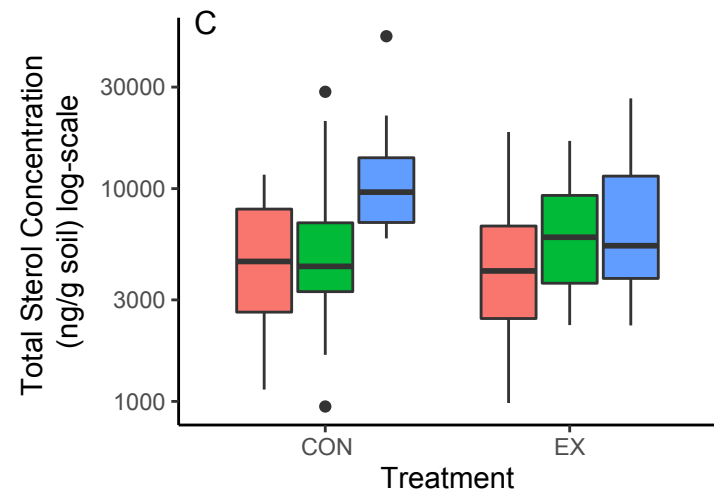 C
Total Sterol Concentration
(ng/g soil) log-scale
30000
10000
3000
1000
CON EX
Treatment